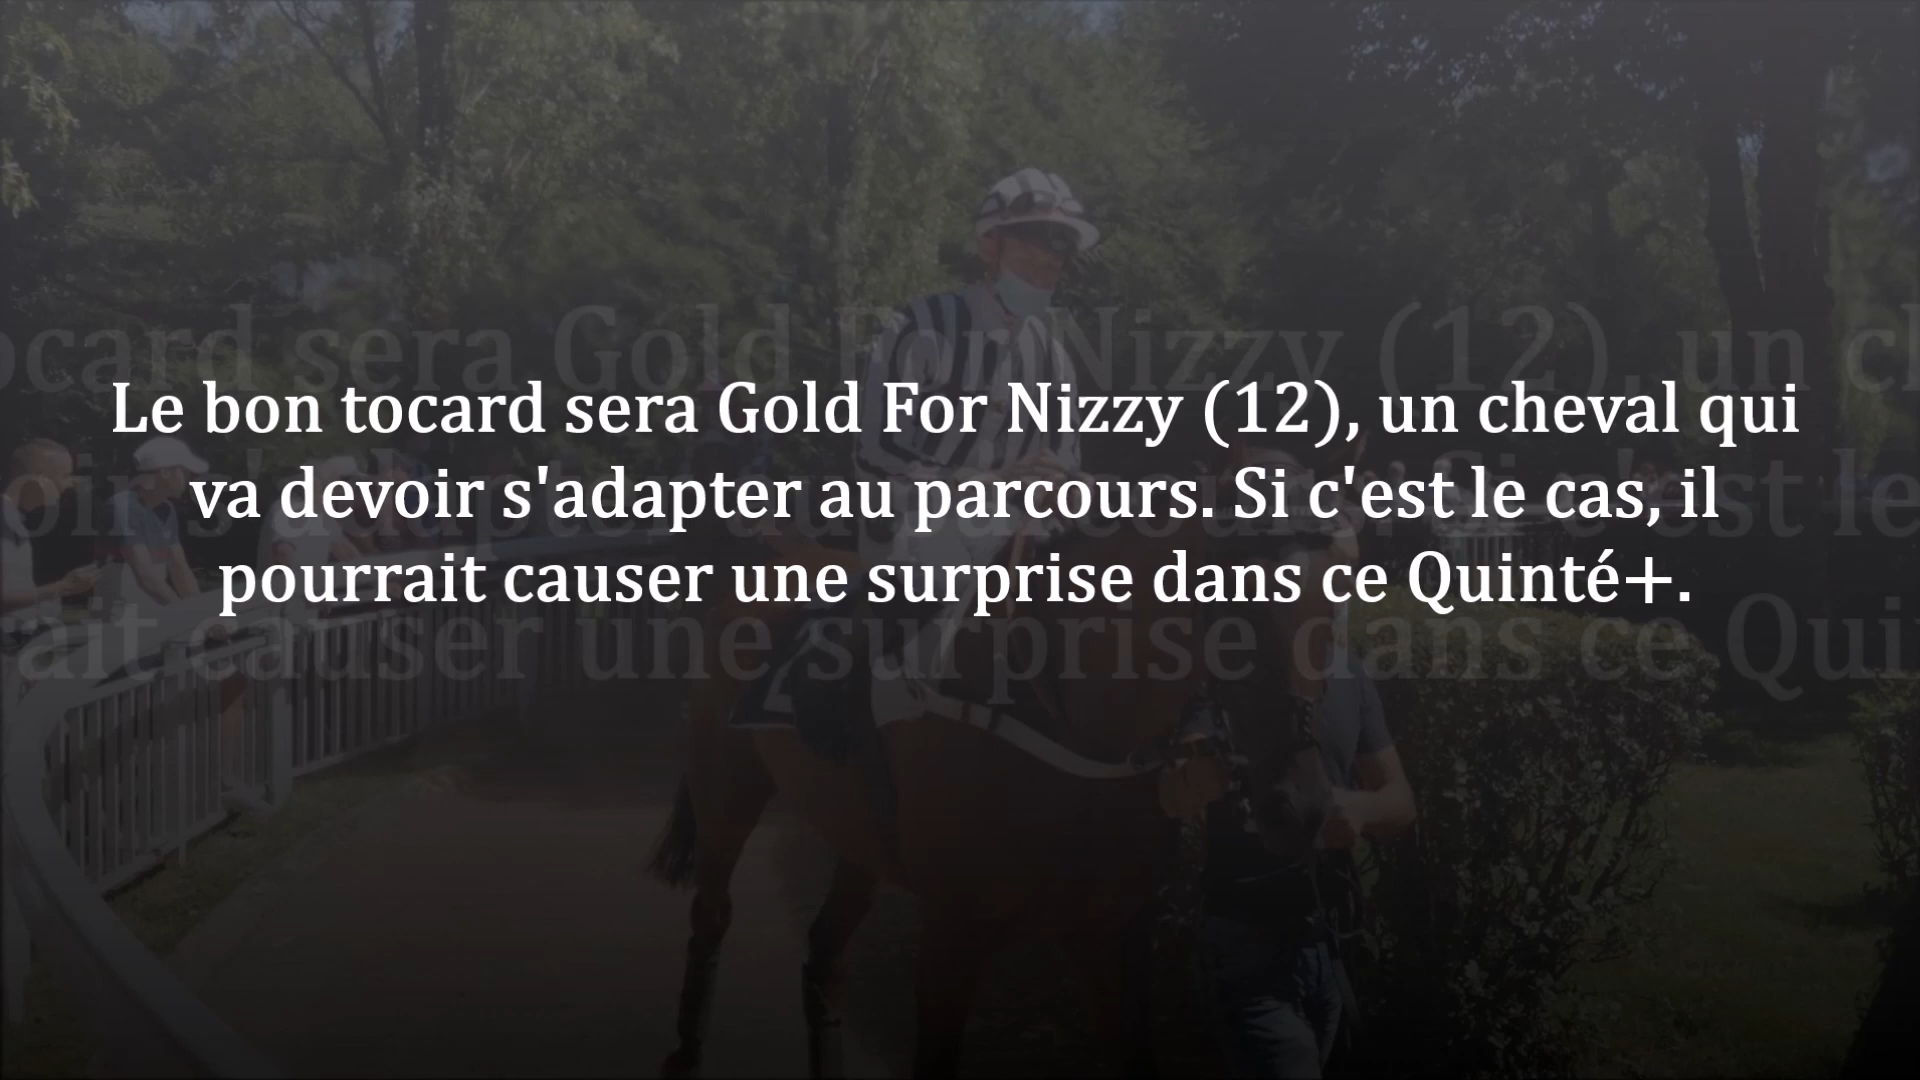 Le bon tocard sera Gold For Nizzy (12), un cheval qui
va devoir s'adapter au parcours. Si c'est le cas, il
pourrait causer une surprise dans ce Quinté+.